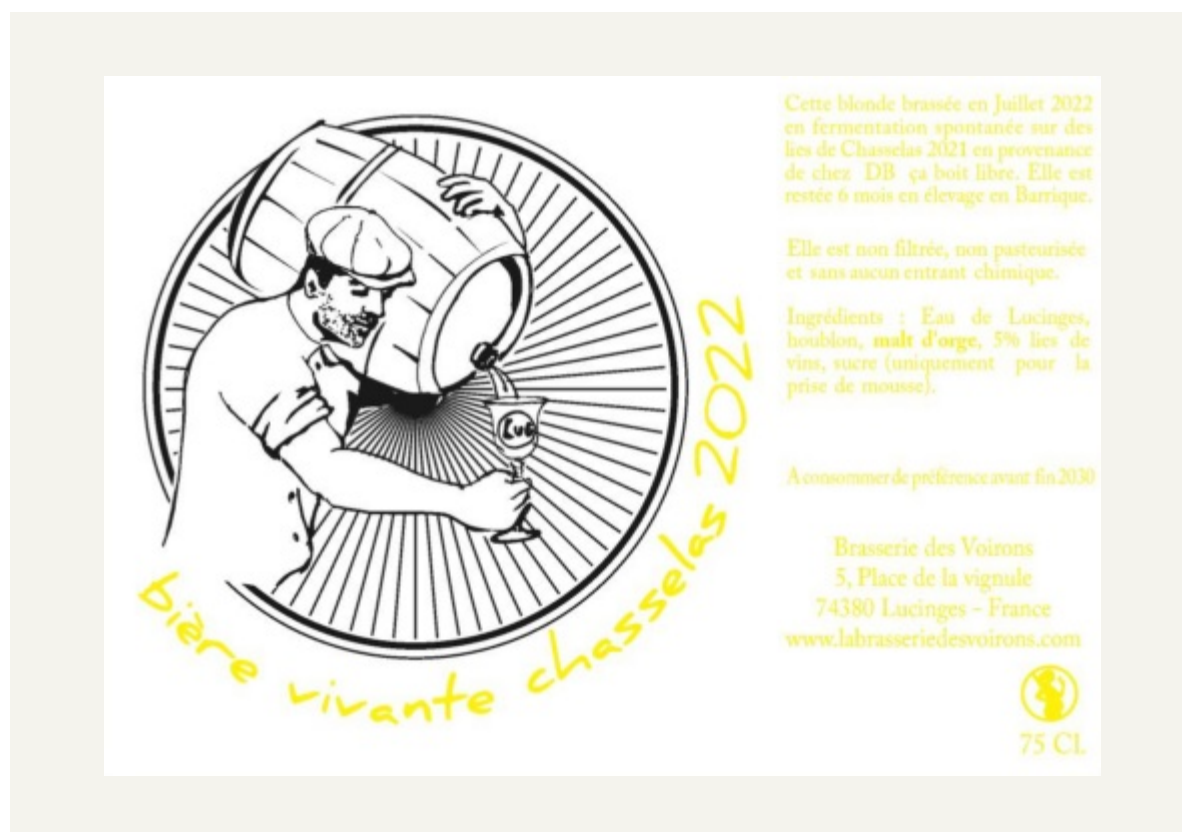 Cette blonde brassée en Juillet 2022
en fermentation spontanée sur des
lies de Chasselas 2021 en provenance
de chez DB ça boit libre. Elle est
restée 6 mois en élevage en Barrique.
Elle est non filtrée, non pasteurisée
et sans aucun entrant chimique.
Ingrédients : Eau de Lucinges,
houblon, malt d'orge, 5% lies de
vins, sucre (uniquement pour la
prise de mousse).
A consommer de préférence avant fin 2030
Brasserie des Voirons
5, Place de la vignule
74380 Lucinges - France
www.labrasseriedesvoirons.com
75 CL
bière vivante chasselas 2022